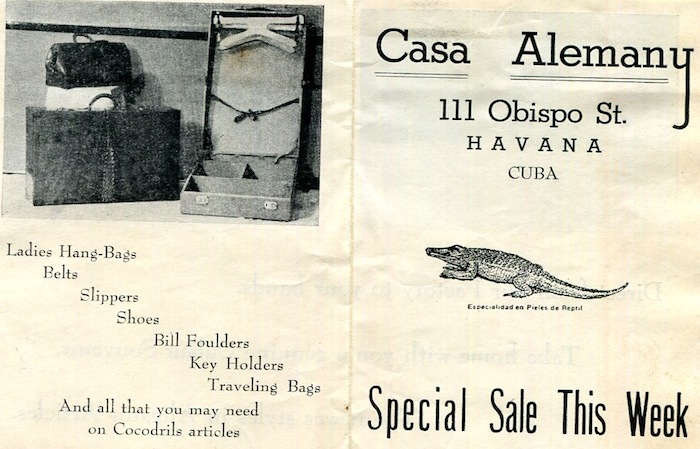 Ladies Hang-Bags
Belts
Slippers
Shoes
Bill Foulders
Key Holders
Traveling Bags
And all that you may need
on Cocodrils articles
Casa Alemany
111 Obispo St.
HAVANA
CUBA
Especialidad en Pieles de Reptil
Special Sale This Week